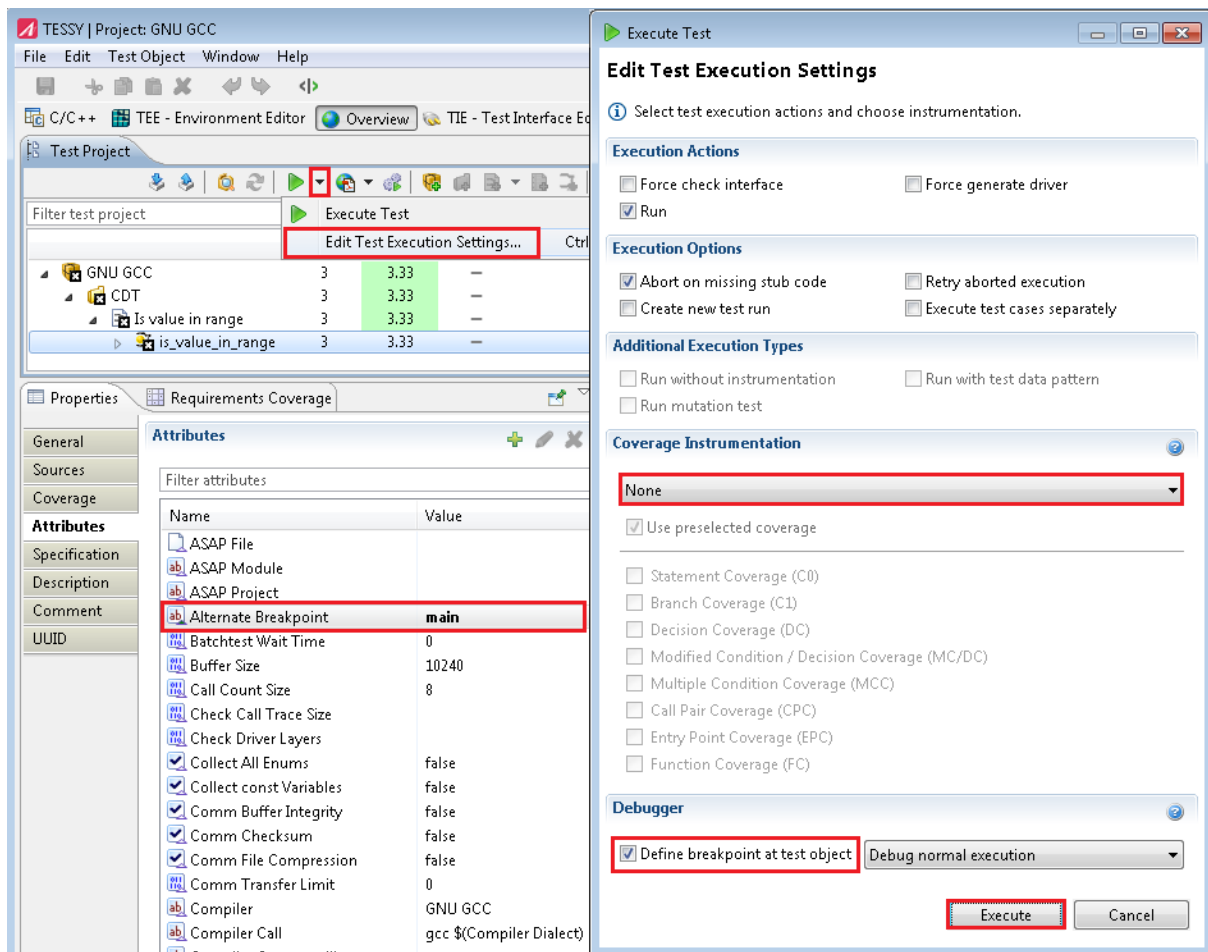 TESSY | Project: GNU GCC
File Edit Test Object Window Help
C/C++ TEE - Environment Editor Overview TIE - Test Interface Ed
Test Project
Filter test project
Execute Test
Edit Test Execution Settings... Ctrl
GNU GCC 3 3.33 —
CDT 3 3.33 —
Is value in range 3 3.33 —
is_value_in_range 3 3.33 —
Properties Requirements Coverage
General
Sources
Coverage
Attributes
Specification
Description
Comment
UUID
Attributes
Filter attributes
Name Value
ASAP File
ASAP Module
ASAP Project
Alternate Breakpoint main
Batchtest Wait Time 0
Buffer Size 10240
Call Count Size 8
Check Call Trace Size
Check Driver Layers
Collect All Enums false
Collect const Variables false
Comm Buffer Integrity false
Comm Checksum false
Comm File Compression false
Comm Transfer Limit 0
Compiler GNU GCC
Compiler Call gcc $(Compiler Dialect)
Execute Test
Edit Test Execution Settings
Select test execution actions and choose instrumentation.
Execution Actions
Force check interface Force generate driver
Run
Execution Options
Abort on missing stub code Retry aborted execution
Create new test run Execute test cases separately
Additional Execution Types
Run without instrumentation Run with test data pattern
Run mutation test
Coverage Instrumentation
None
Use preselected coverage
Statement Coverage (C0)
Branch Coverage (C1)
Decision Coverage (DC)
Modified Condition / Decision Coverage (MC/DC)
Multiple Condition Coverage (MCC)
Call Pair Coverage (CPC)
Entry Point Coverage (EPC)
Function Coverage (FC)
Debugger
Define breakpoint at test object Debug normal execution
Execute Cancel